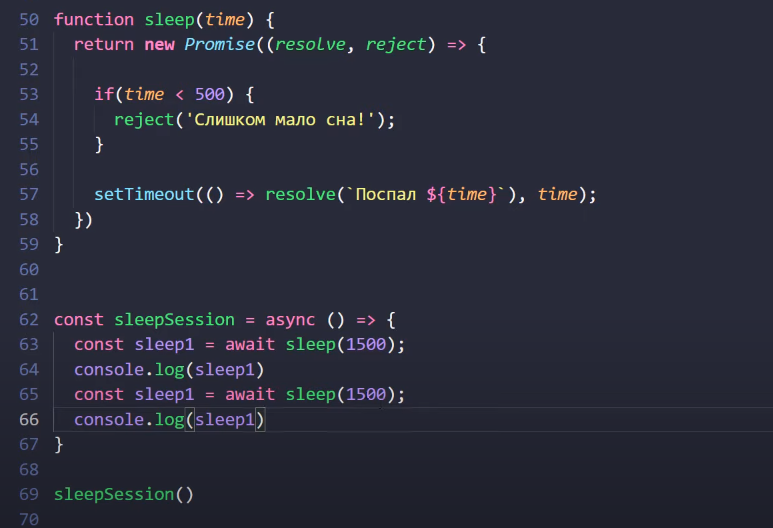 50 function sleep(time) {
51 return new Promise((resolve, reject) => {
52
53 if(time < 500) {
54 reject('Слишком мало сна!');
55 }
56
57 setTimeout(() => resolve(`Поспал ${time}`), time);
58 })
59 }
60
61
62 const sleepSession = async () => {
63 const sleep1 = await sleep(1500);
64 console.log(sleep1)
65 const sleep1 = await sleep(1500);
66 console.log(sleep1)
67 }
68
69 sleepSession()
70